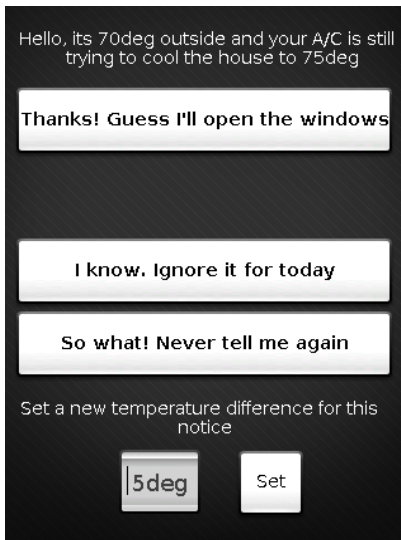 Hello, its 70deg outside and your A/C is still
trying to cool the house to 75deg
Thanks! Guess I'll open the windows
I know. Ignore it for today
So what! Never tell me again
Set a new temperature difference for this
notice
5deg
Set